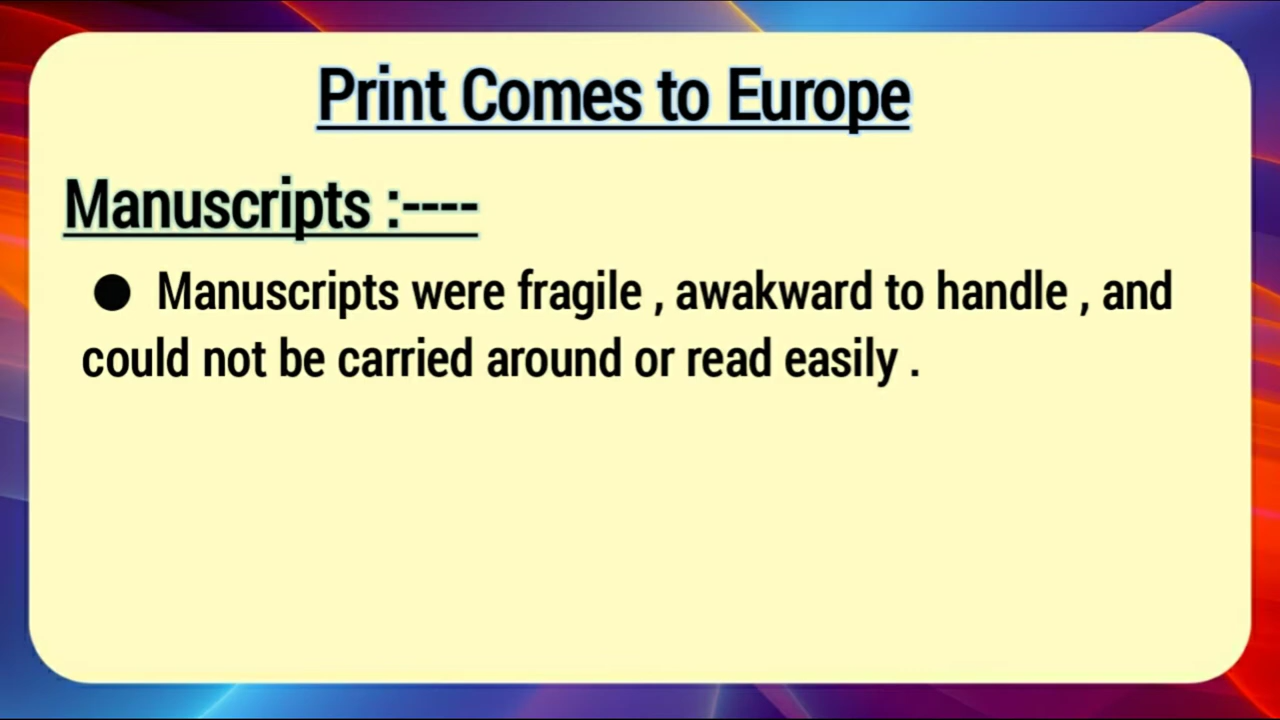 Print Comes to Europe
Manuscripts :----
● Manuscripts were fragile , awakward to handle , and
could not be carried around or read easily .